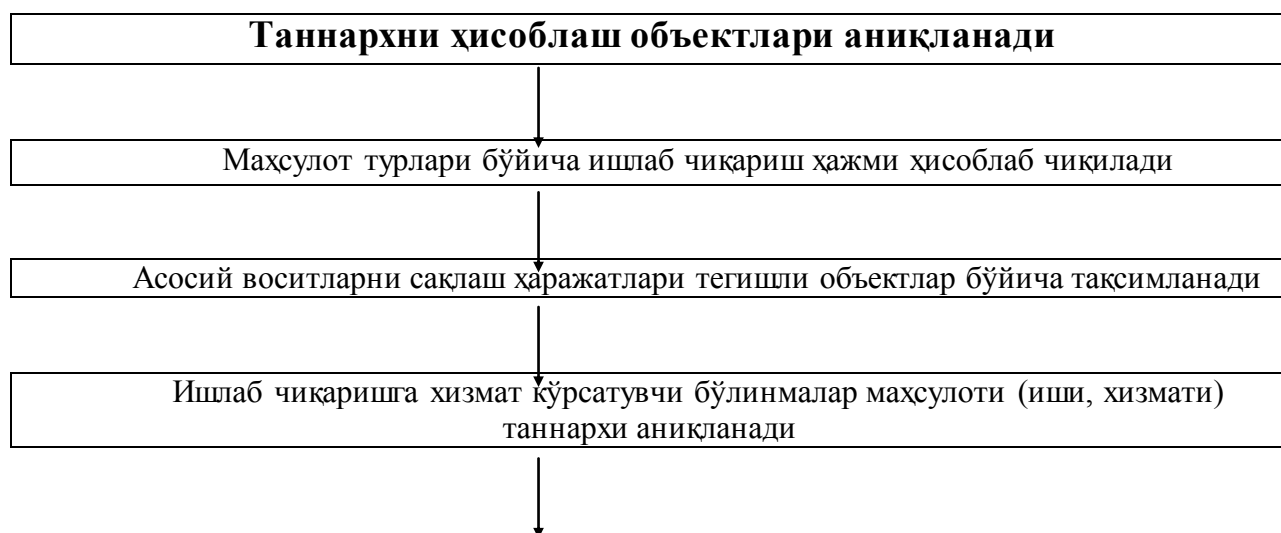 Таннархни ҳисоблаш объектлари аниқланади
Маҳсулот турлари бўйича ишлаб чиқариш ҳажми ҳисоблаб чиқилади
Асосий воситларни сақлаш ҳаражатлари тегишли объектлар бўйича тақсимланади
Ишлаб чиқаришга хизмат кўрсатувчи бўлинмалар маҳсулоти (иши, хизмати)
таннархи аниқланади